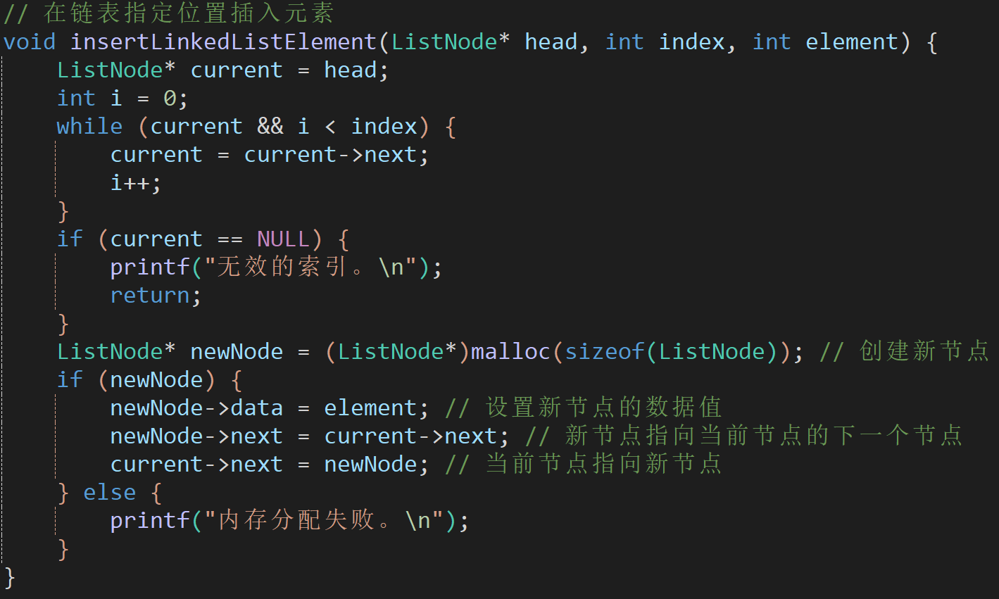 // 在链表指定位置插入元素
void insertLinkedListElement(ListNode* head, int index, int element) {
    ListNode* current = head;
    int i = 0;
    while (current && i < index) {
        current = current->next;
        i++;
    }
    if (current == NULL) {
        printf("无效的索引。\n");
        return;
    }
    ListNode* newNode = (ListNode*)malloc(sizeof(ListNode)); // 创建新节点
    if (newNode) {
        newNode->data = element; // 设置新节点的数据值
        newNode->next = current->next; // 新节点指向当前节点的下一个节点
        current->next = newNode; // 当前节点指向新节点
    } else {
        printf("内存分配失败。\n");
    }
}